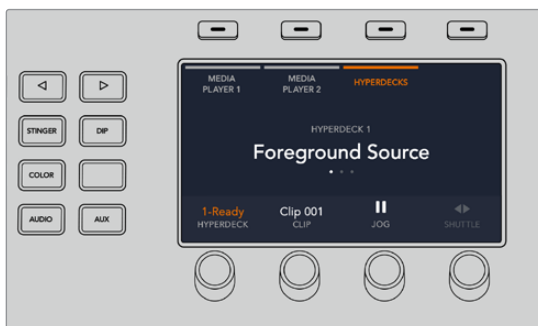 MEDIA
PLAYER 1
MEDIA
PLAYER 2
HYPERDECKS
HYPERDECK 1
Foreground Source
1-Ready
HYPERDECK
Clip 001
CLIP
JOG
SHUTTLE
STINGER
DIP
COLOR
AUDIO
AUX